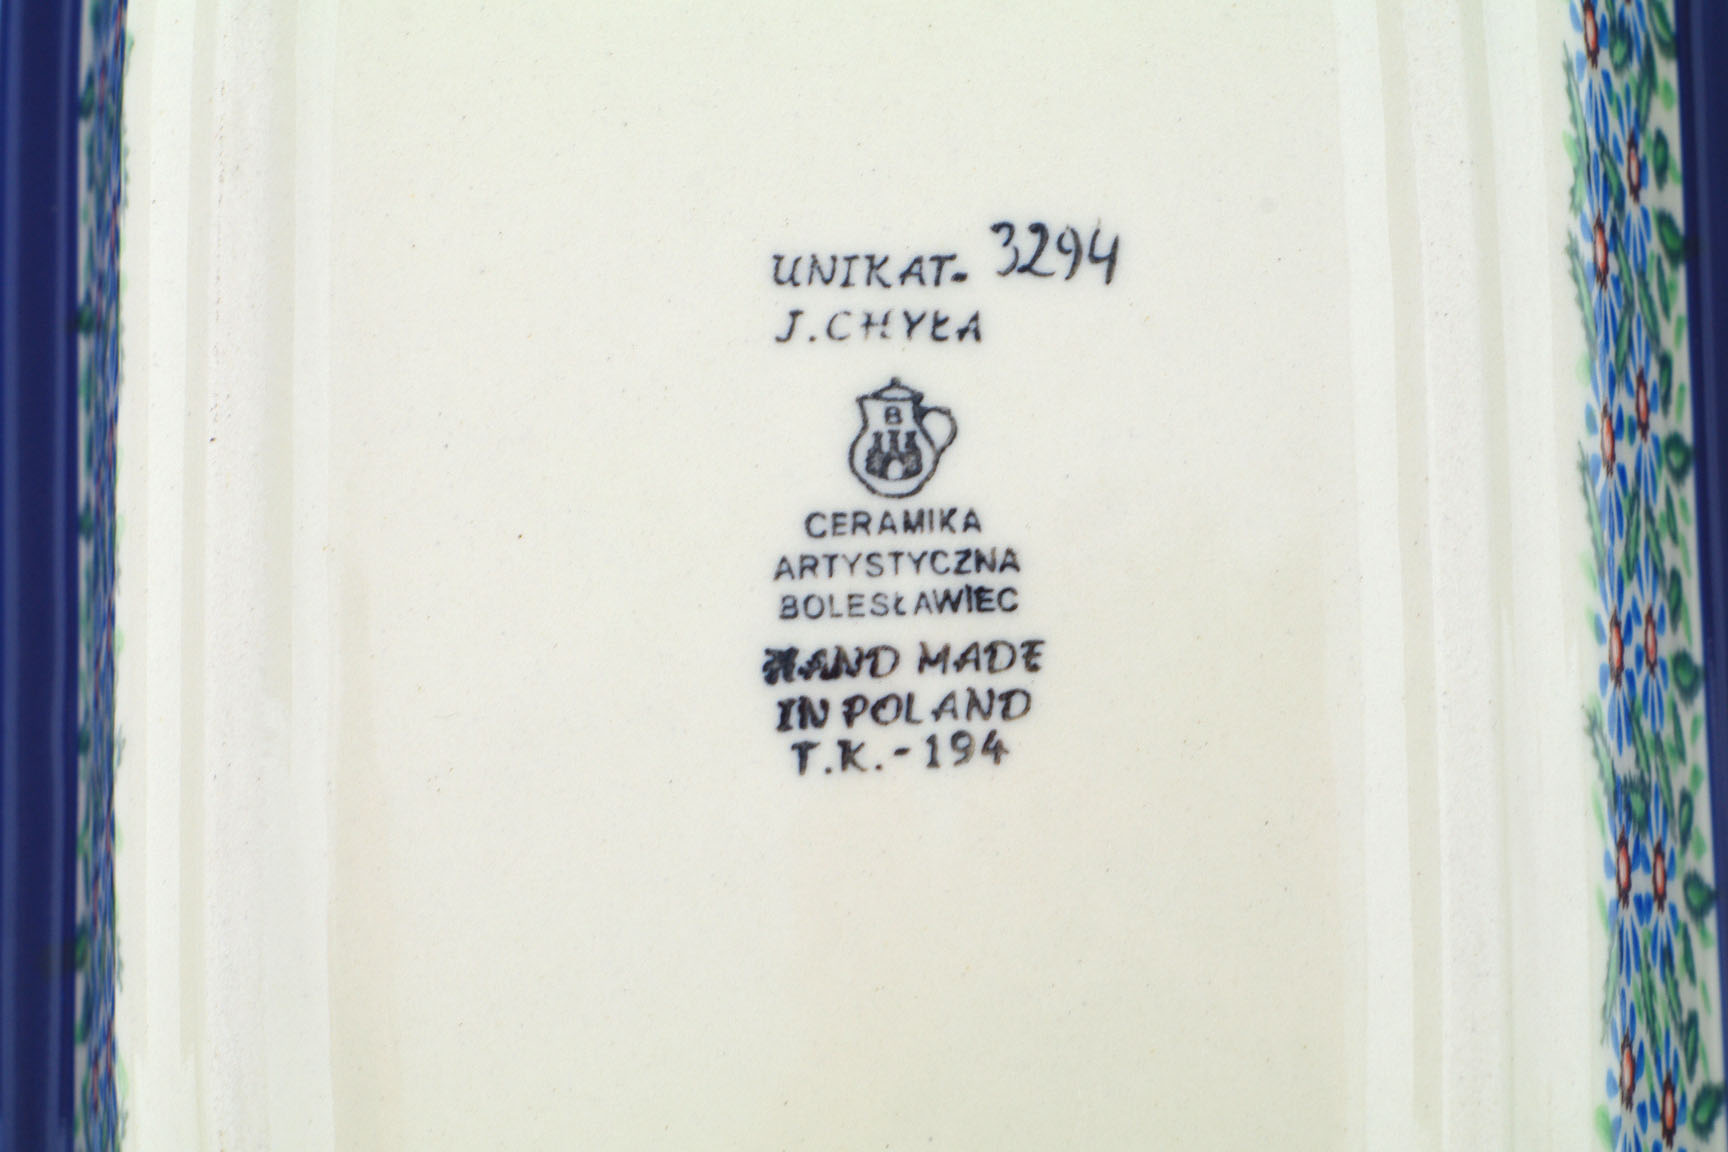 UNIKAT- 3294
J.CHYŁA
B
CERAMIKA
ARTYSTYCZNA
BOLESŁAWIEC
HAND MADE
IN POLAND
T.K.-194